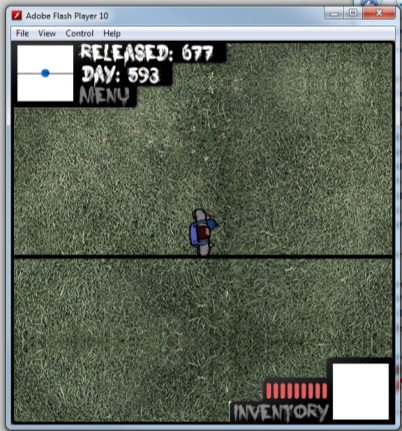 Adobe Flash Player 10
File View Control Help
RELEASED: 677
DAY: 593
MENU
INVENTORY